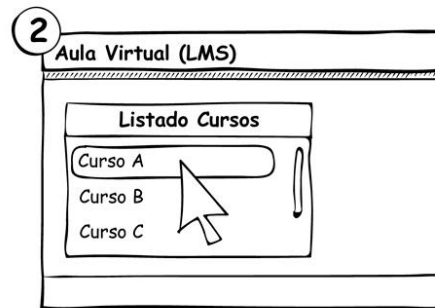 2
Aula Virtual (LMS)
Listado Cursos
Curso A
Curso B
Curso C